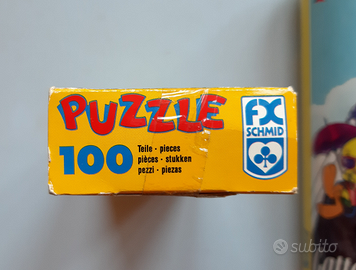 PUZZLE
100
Teile · pieces
pièces · stukken
pezzi · piezas
FX
SCHMID
subito